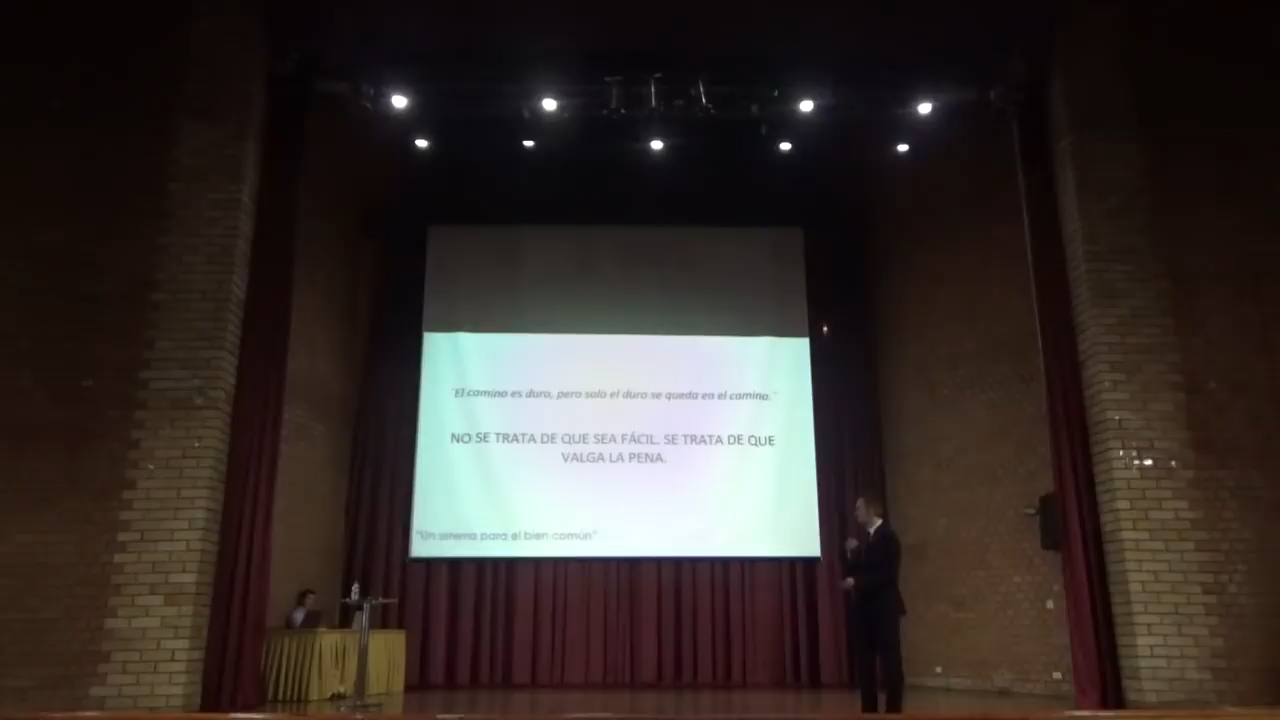 "El camino es duro, pero solo el duro se queda en el camino."
NO SE TRATA DE QUE SEA FÁCIL. SE TRATA DE QUE
VALGA LA PENA.
"Un sistema para el bien común"